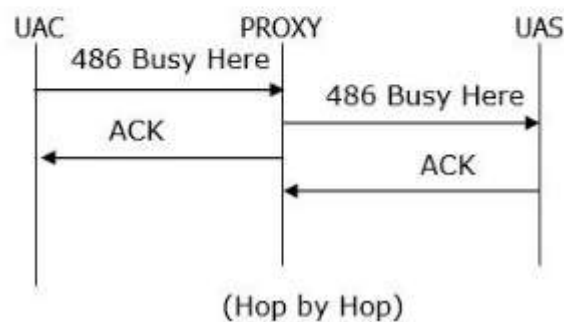 UAC PROXY UAS
486 Busy Here
486 Busy Here
ACK
ACK
(Hop by Hop)